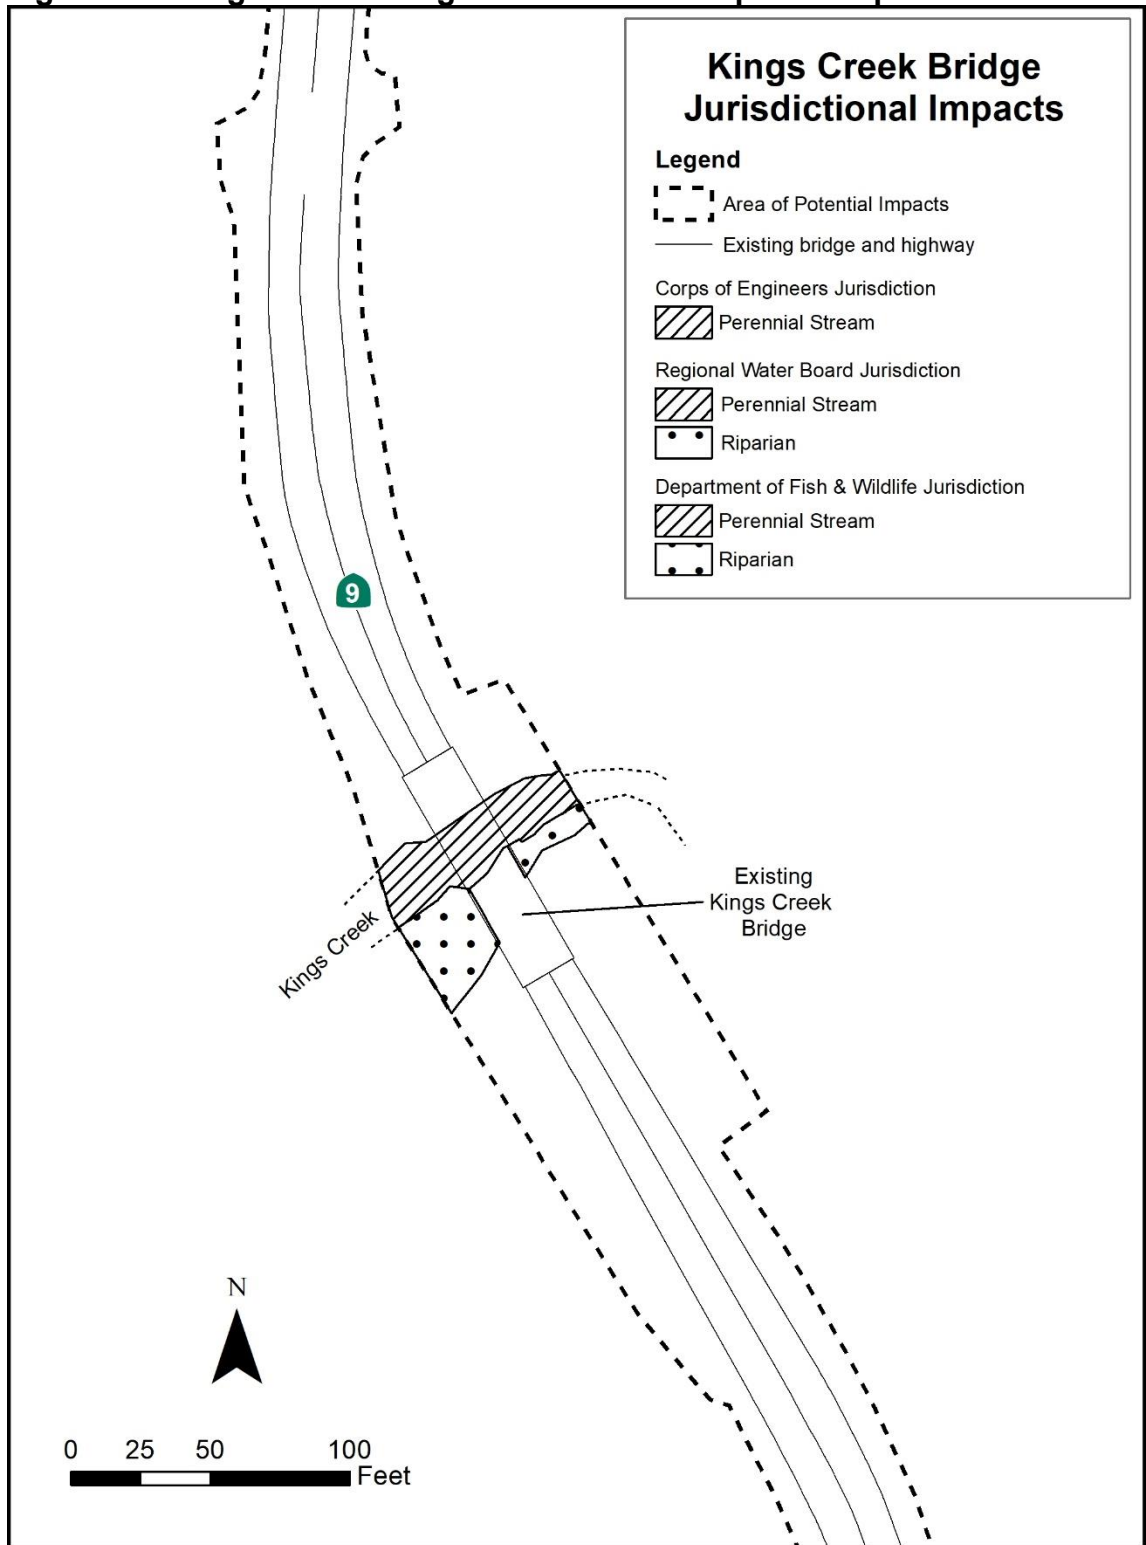 Kings Creek Bridge
Jurisdictional Impacts
Legend
Area of Potential Impacts
Existing bridge and highway
Corps of Engineers Jurisdiction
Perennial Stream
Regional Water Board Jurisdiction
Perennial Stream
Riparian
Department of Fish & Wildlife Jurisdiction
Perennial Stream
Riparian
9
Existing
Kings Creek
Bridge
Kings Creek
N
0 25 50 100
Feet